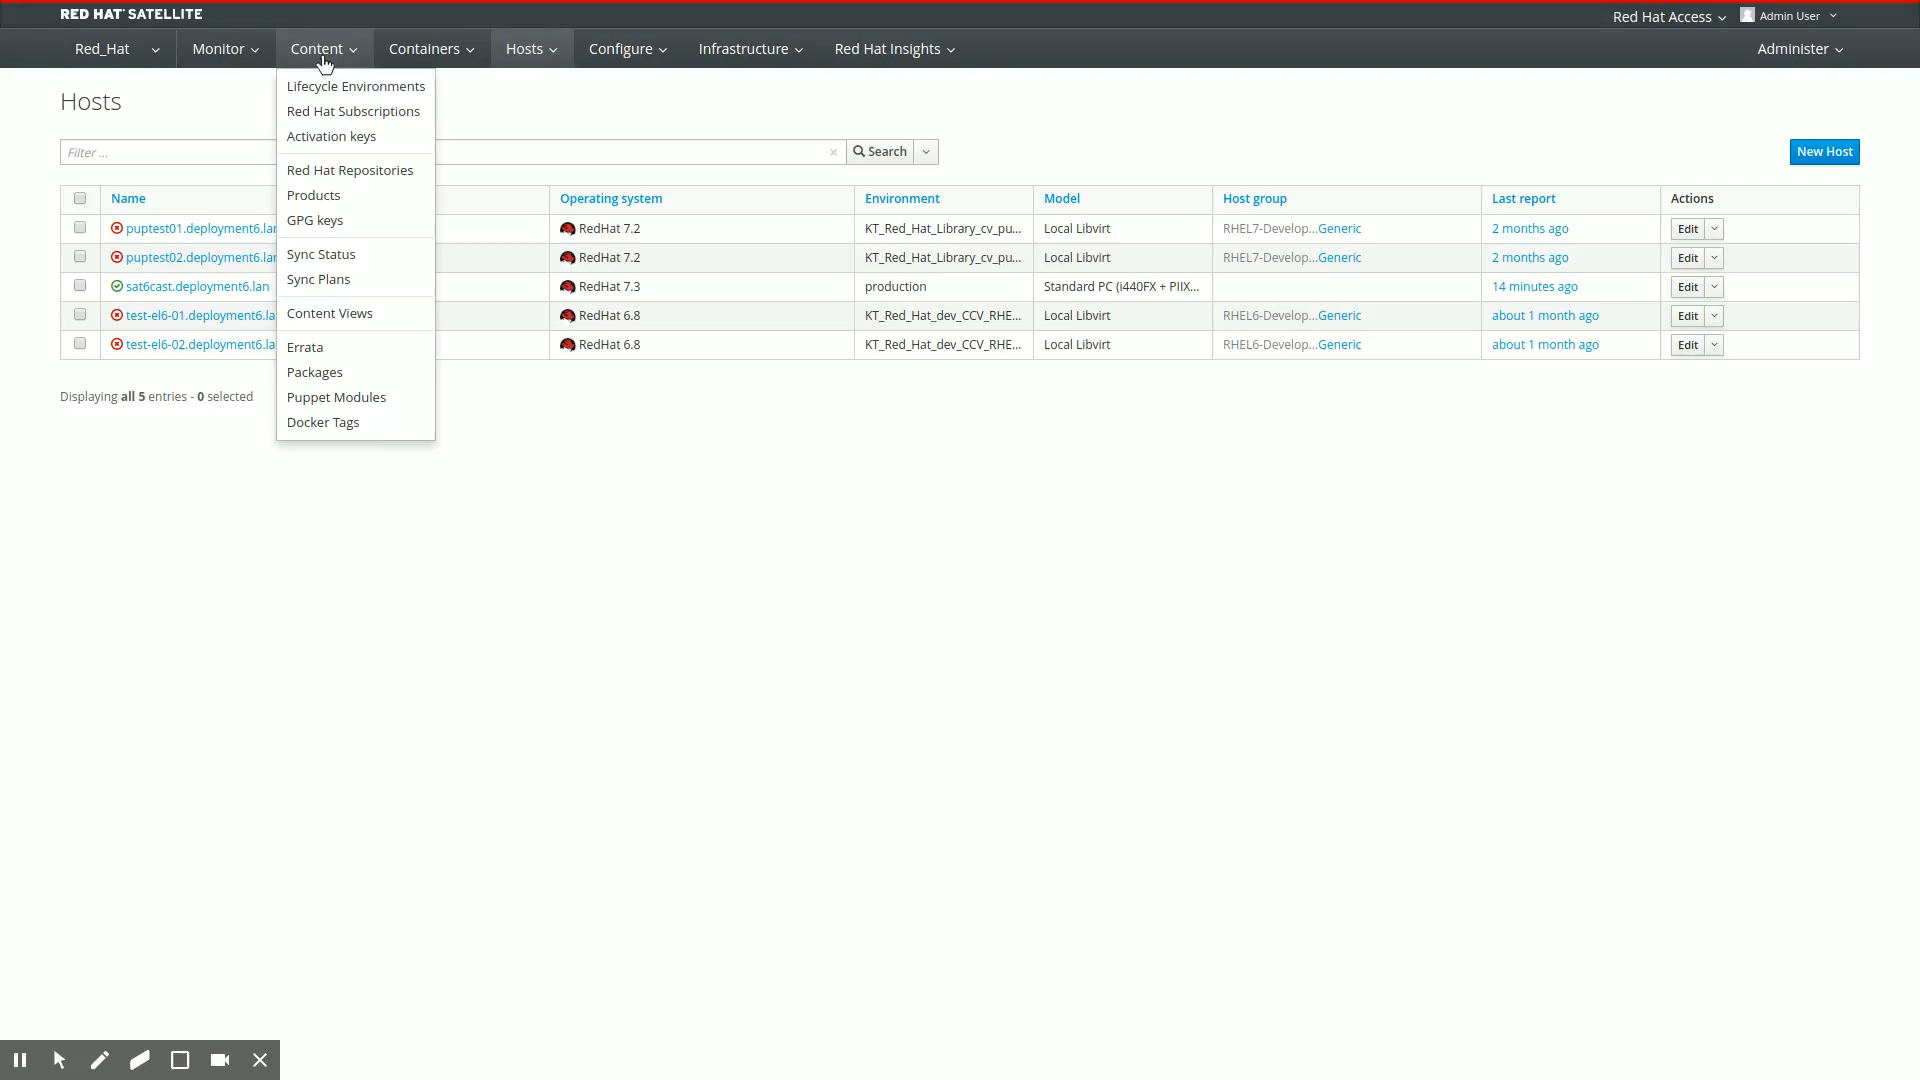 RED HAT SATELLITE
Red Hat Access
Admin User
Red_Hat Monitor Content Containers Hosts Configure Infrastructure Red Hat Insights Administer
Hosts
Lifecycle Environments
Red Hat Subscriptions
Activation keys
Red Hat Repositories
Products
GPG keys
Sync Status
Sync Plans
Content Views
Errata
Packages
Puppet Modules
Docker Tags
Filter ... × Search New Host
Name Operating system Environment Model Host group Last report Actions
puptest01.deployment6.lan RedHat 7.2 KT_Red_Hat_Library_cv_pu... Local Libvirt RHEL7-Develop...Generic 2 months ago Edit
puptest02.deployment6.lan RedHat 7.2 KT_Red_Hat_Library_cv_pu... Local Libvirt RHEL7-Develop...Generic 2 months ago Edit
sat6cast.deployment6.lan RedHat 7.3 production Standard PC (i440FX + PIIX... 14 minutes ago Edit
test-el6-01.deployment6.la RedHat 6.8 KT_Red_Hat_dev_CCV_RHE... Local Libvirt RHEL6-Develop...Generic about 1 month ago Edit
test-el6-02.deployment6.la RedHat 6.8 KT_Red_Hat_dev_CCV_RHE... Local Libvirt RHEL6-Develop...Generic about 1 month ago Edit
Displaying all 5 entries - 0 selected